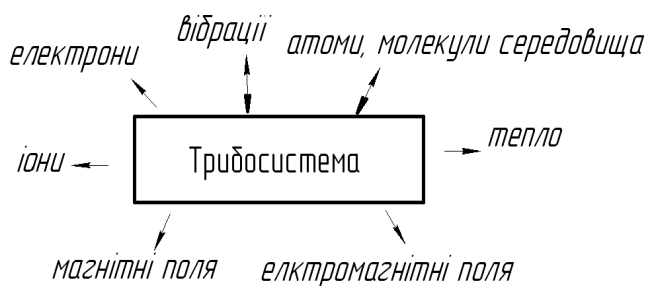 вібрації
атоми, молекули середовища
електрони
тепло
іони
Трибосистема
магнітні поля
елктромагнітні поля